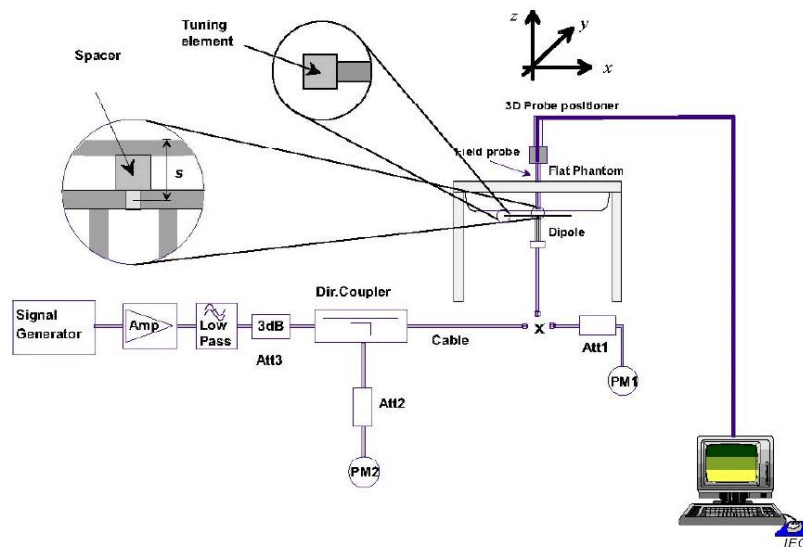 Tuning
element
Spacer
s
z
y
x
3D Probe positioner
Field probe
Flat Phantom
Dipole
Signal
Generator
Amp
Low
Pass
3dB
Att3
Dir.Coupler
Cable
X
Att1
PM1
Att2
PM2
IEC